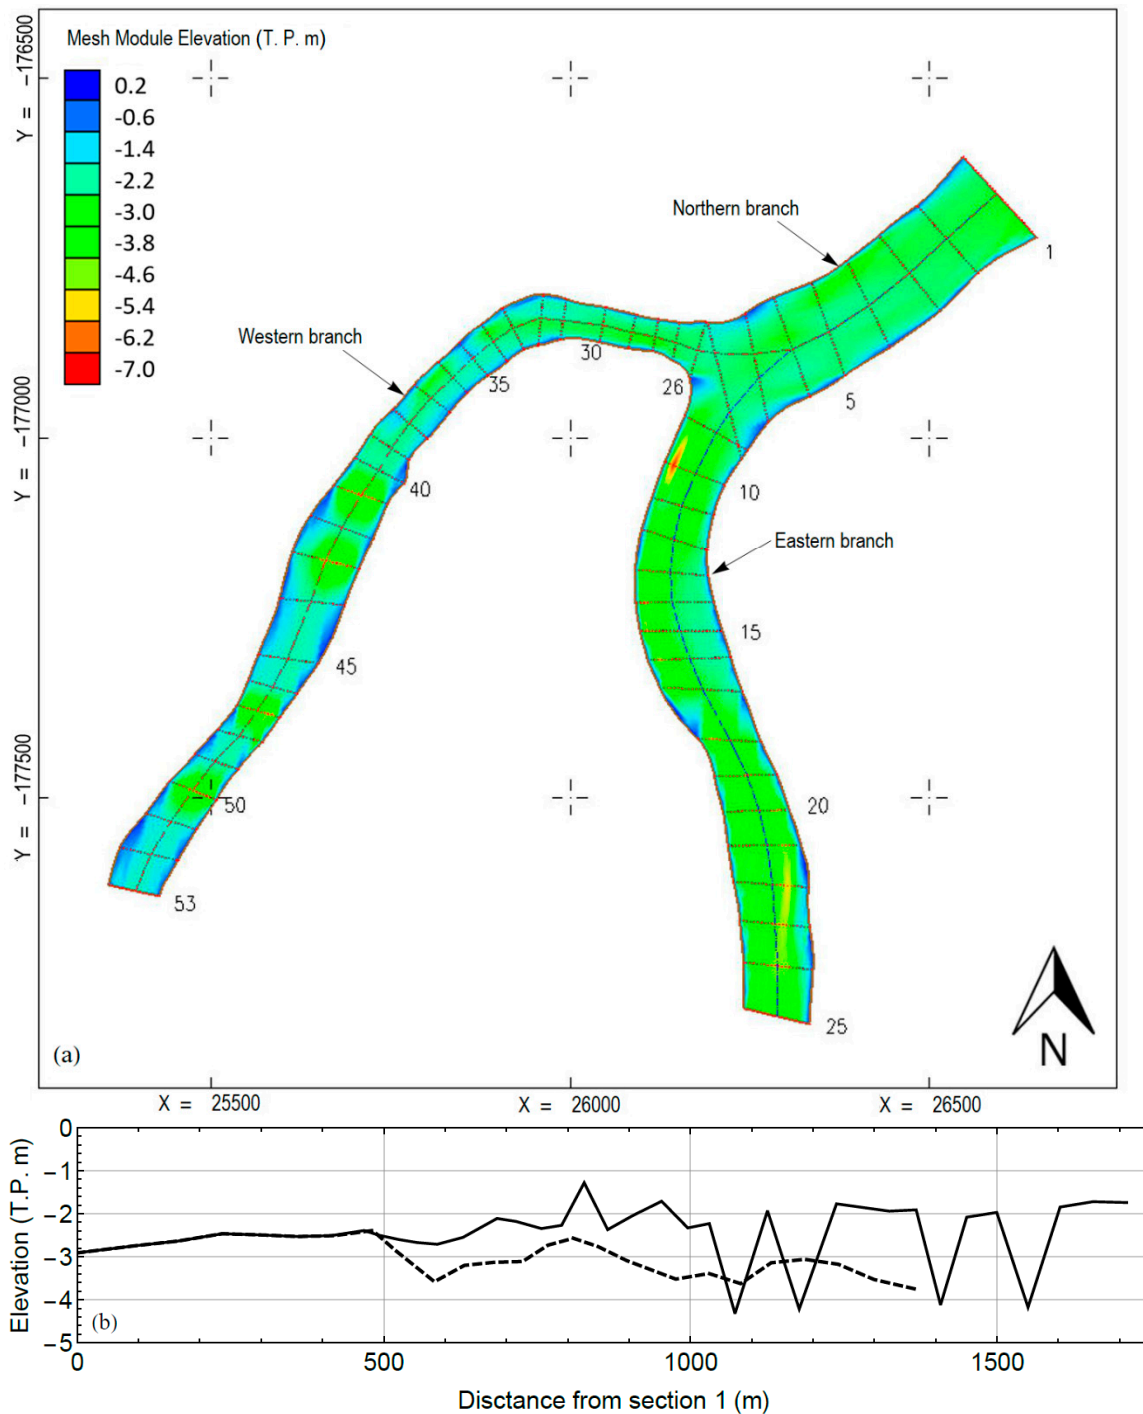 Mesh Module Elevation (T. P. m)
0.2
-0.6
-1.4
-2.2
-3.0
-3.8
-4.6
-5.4
-6.2
-7.0
Y = -176500
Y = -177000
Y = -177500
Northern branch
1
Western branch
30
35
26
5
40
10
Eastern branch
15
45
20
50
53
25
(a)
N
X = 25500
X = 26000
X = 26500
Elevation (T.P. m)
0
−1
−2
−3
−4
−5
(b)
0
500
1000
1500
Disctance from section 1 (m)